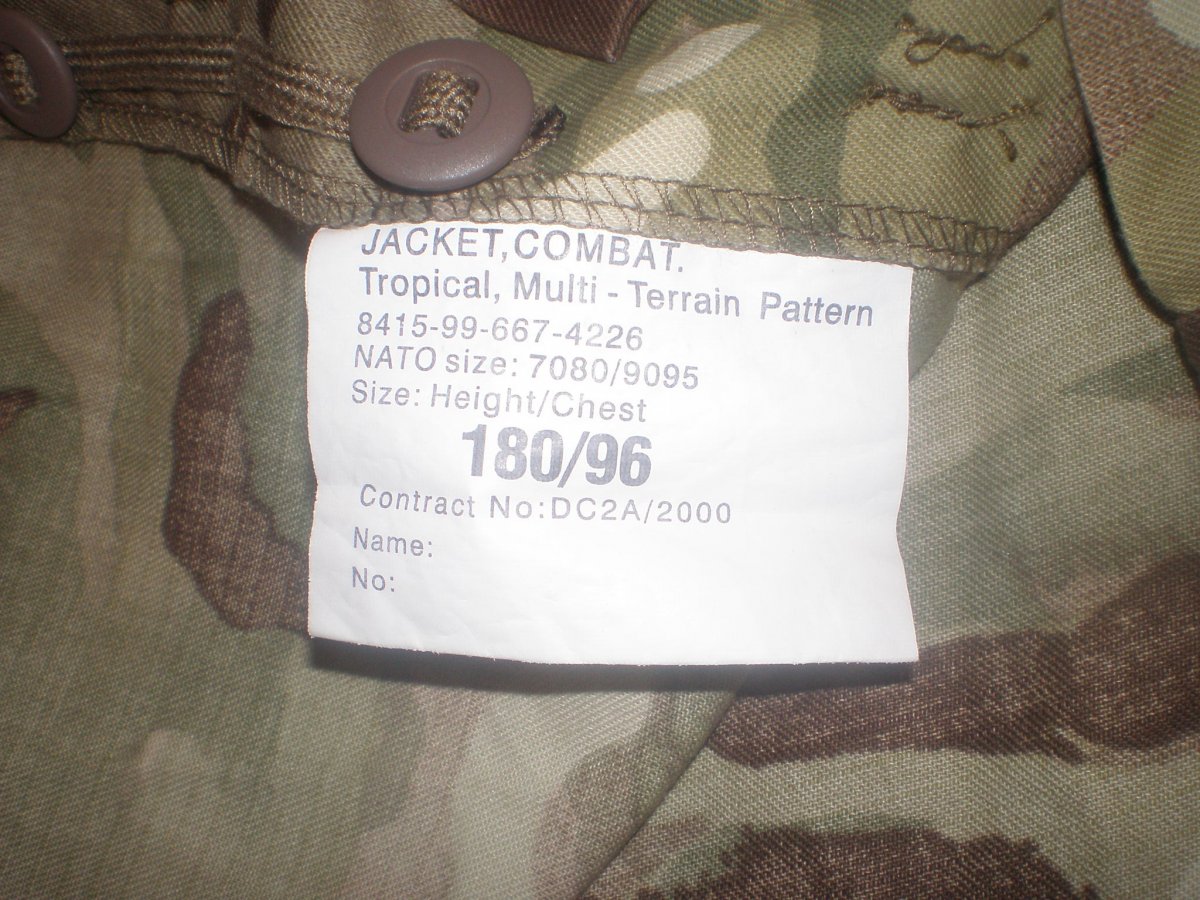 JACKET,COMBAT.
Tropical, Multi - Terrain Pattern
8415-99-667-4226
NATO size: 7080/9095
Size: Height/Chest
180/96
Contract No:DC2A/2000
Name:
No: